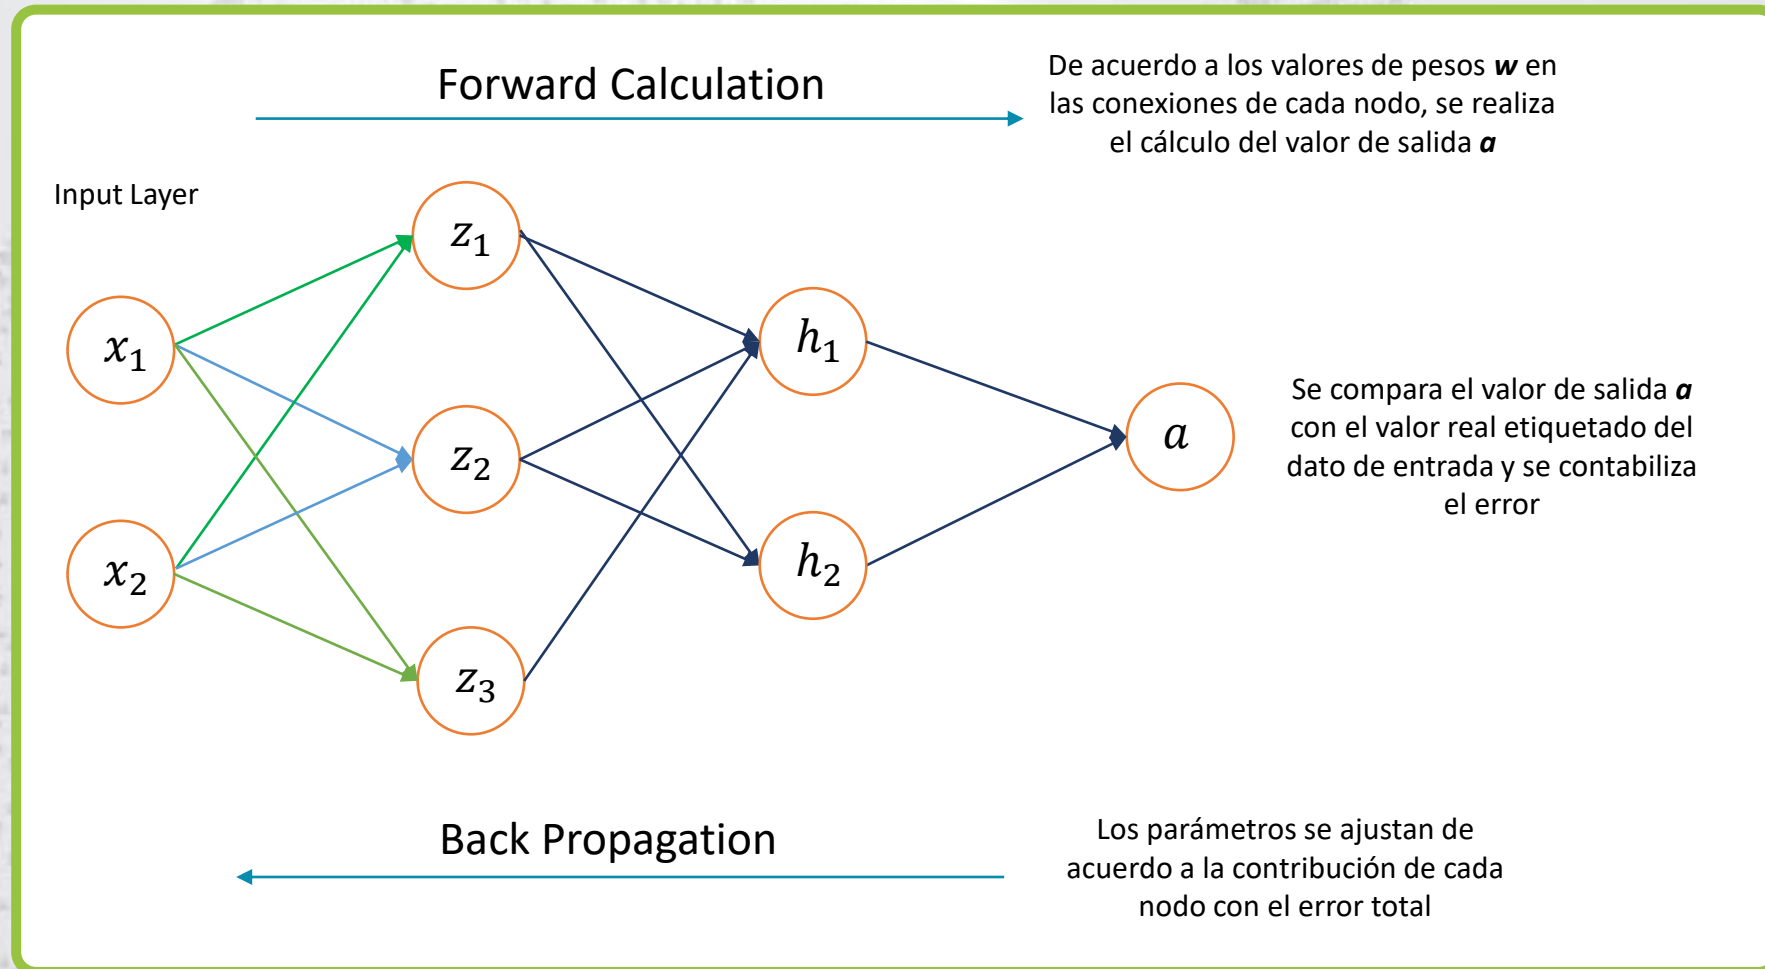 Forward Calculation
De acuerdo a los valores de pesos w en
las conexiones de cada nodo, se realiza
el cálculo del valor de salida a
Input Layer
z₁
x₁
h₁
z₂
a
Se compara el valor de salida a
con el valor real etiquetado del
dato de entrada y se contabiliza
el error
x₂
h₂
z₃
Back Propagation
Los parámetros se ajustan de
acuerdo a la contribución de cada
nodo con el error total